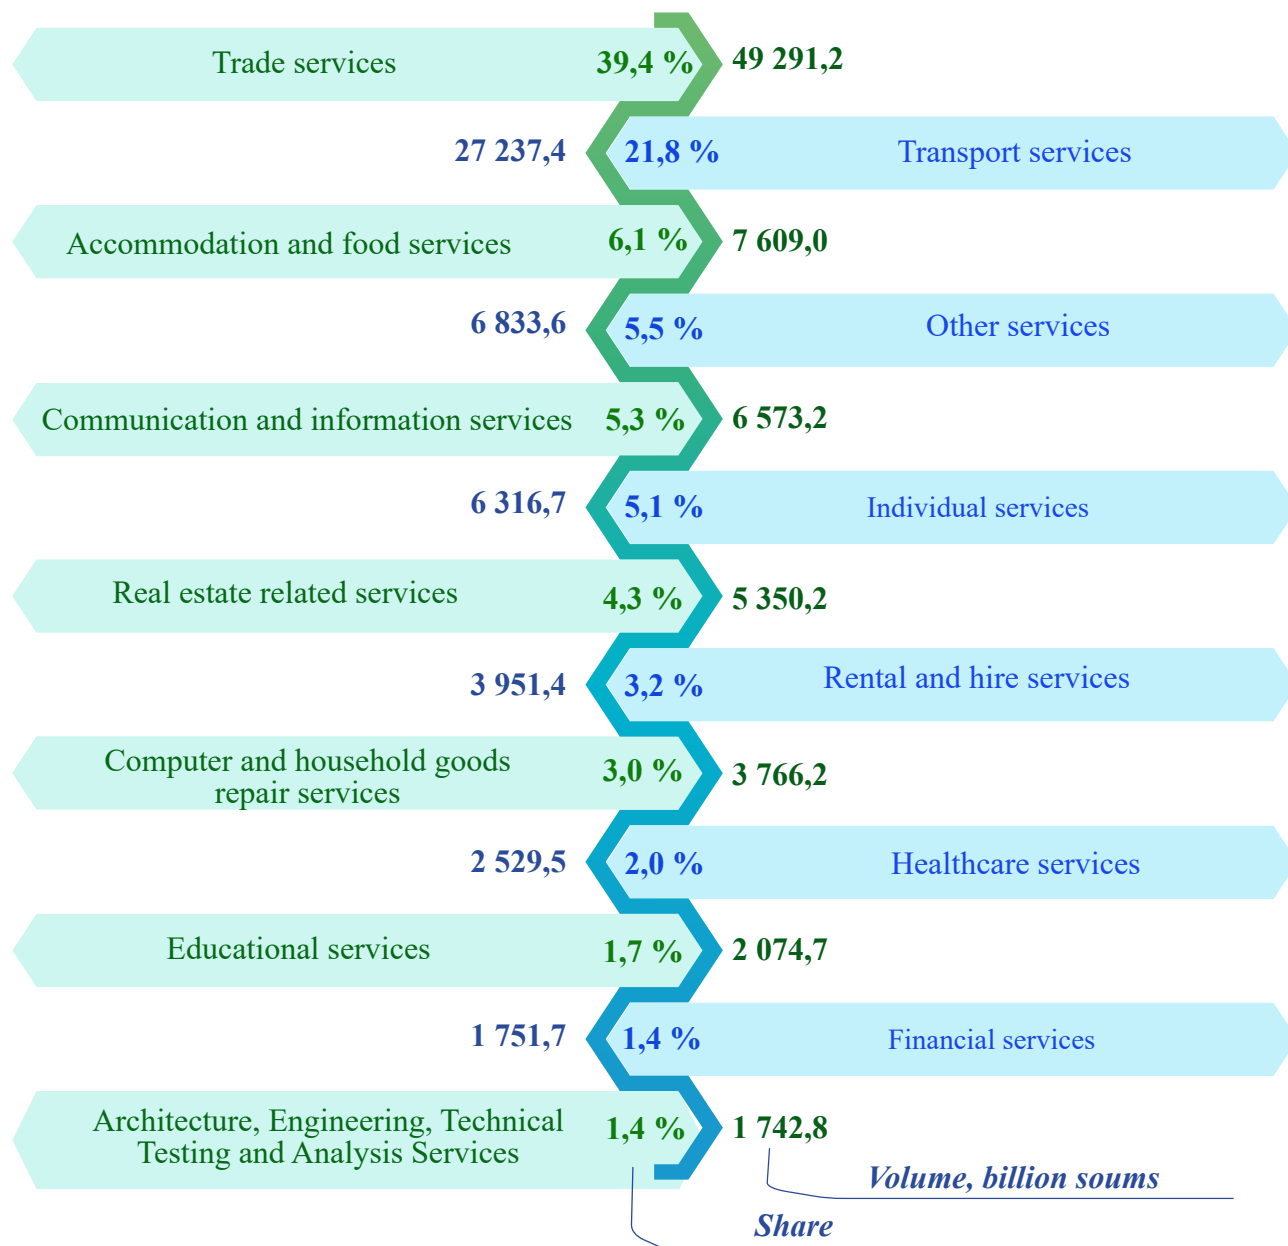 Trade services 39,4 % 49 291,2
27 237,4 21,8 % Transport services
Accommodation and food services 6,1 % 7 609,0
6 833,6 5,5 % Other services
Communication and information services 5,3 % 6 573,2
6 316,7 5,1 % Individual services
Real estate related services 4,3 % 5 350,2
3 951,4 3,2 % Rental and hire services
Computer and household goods
repair services 3,0 % 3 766,2
2 529,5 2,0 % Healthcare services
Educational services 1,7 % 2 074,7
1 751,7 1,4 % Financial services
Architecture, Engineering, Technical
Testing and Analysis Services 1,4 % 1 742,8
Volume, billion soums
Share